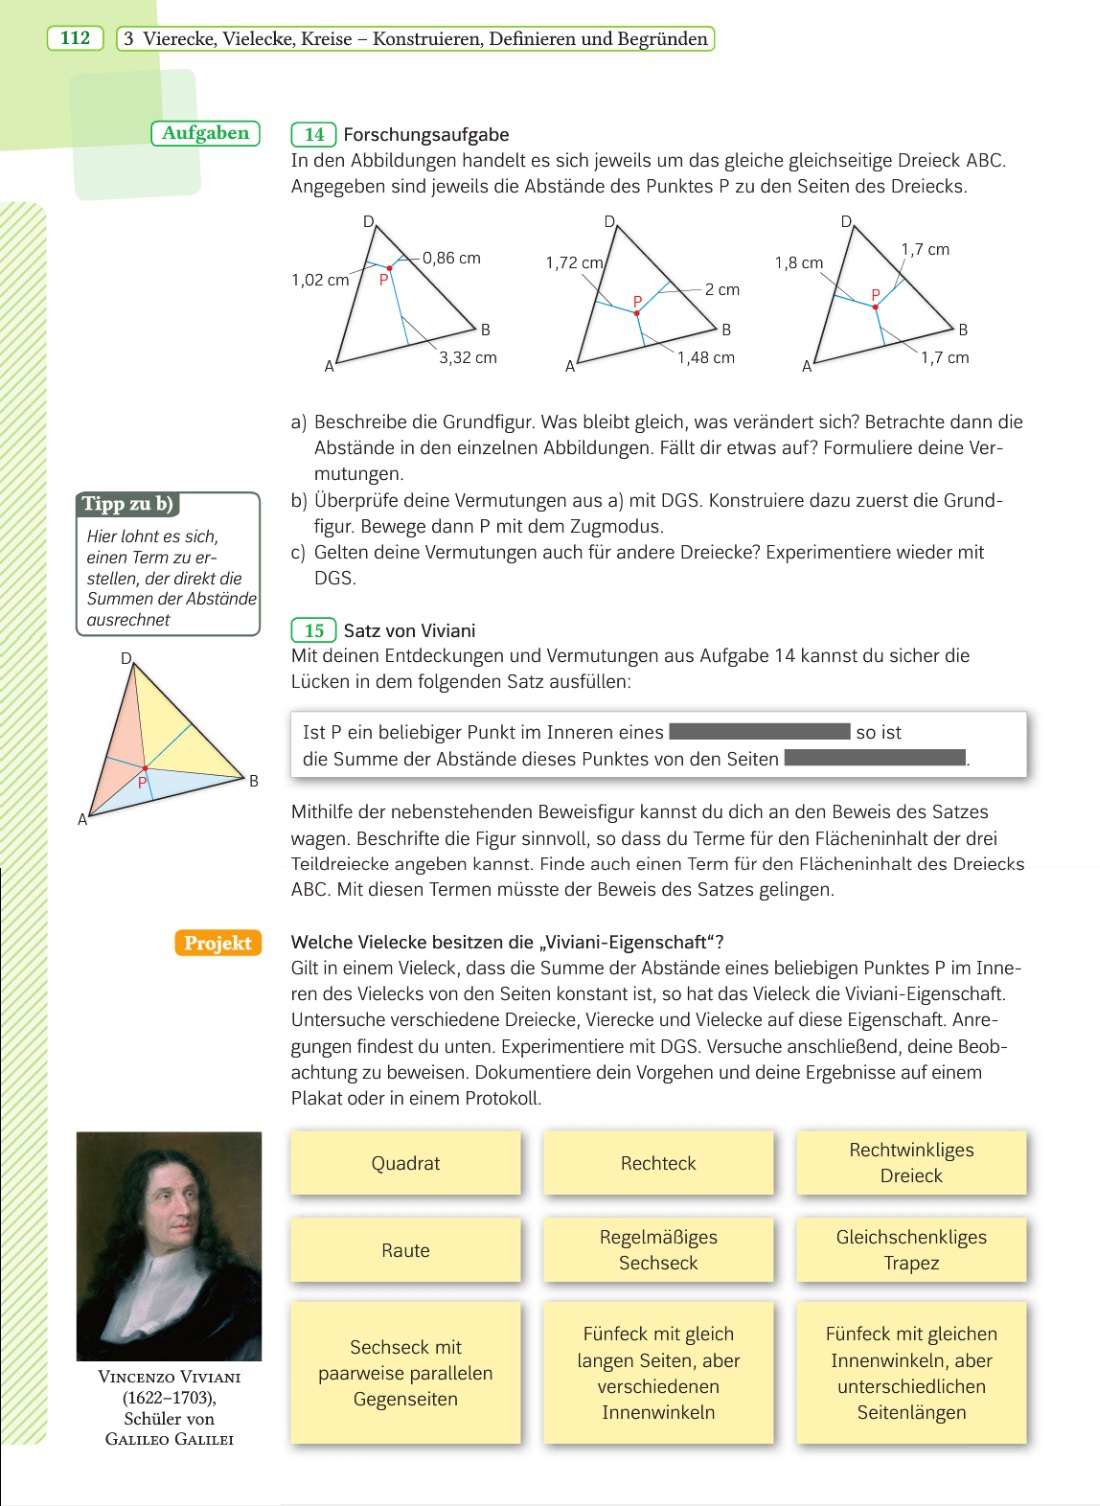 112
3 Vierecke, Vielecke, Kreise – Konstruieren, Definieren und Begründen
Aufgaben
14 Forschungsaufgabe
In den Abbildungen handelt es sich jeweils um das gleiche gleichseitige Dreieck ABC.
Angegeben sind jeweils die Abstände des Punktes P zu den Seiten des Dreiecks.
D
0,86 cm
1,02 cm
P
B
A
3,32 cm
D
1,72 cm
2 cm
P
B
A
1,48 cm
D
1,7 cm
1,8 cm
P
B
A
1,7 cm
a) Beschreibe die Grundfigur. Was bleibt gleich, was verändert sich? Betrachte dann die
Abstände in den einzelnen Abbildungen. Fällt dir etwas auf? Formuliere deine Ver-
mutungen.
b) Überprüfe deine Vermutungen aus a) mit DGS. Konstruiere dazu zuerst die Grund-
figur. Bewege dann P mit dem Zugmodus.
c) Gelten deine Vermutungen auch für andere Dreiecke? Experimentiere wieder mit
DGS.
Tipp zu b)
Hier lohnt es sich,
einen Term zu er-
stellen, der direkt die
Summen der Abstände
ausrechnet
15 Satz von Viviani
Mit deinen Entdeckungen und Vermutungen aus Aufgabe 14 kannst du sicher die
Lücken in dem folgenden Satz ausfüllen:
Ist P ein beliebiger Punkt im Inneren eines so ist
die Summe der Abstände dieses Punktes von den Seiten .
D
P
B
A
Mithilfe der nebenstehenden Beweisfigur kannst du dich an den Beweis des Satzes
wagen. Beschrifte die Figur sinnvoll, so dass du Terme für den Flächeninhalt der drei
Teildreiecke angeben kannst. Finde auch einen Term für den Flächeninhalt des Dreiecks
ABC. Mit diesen Termen müsste der Beweis des Satzes gelingen.
Projekt
Welche Vielecke besitzen die „Viviani-Eigenschaft“?
Gilt in einem Vieleck, dass die Summe der Abstände eines beliebigen Punktes P im Inne-
ren des Vielecks von den Seiten konstant ist, so hat das Vieleck die Viviani-Eigenschaft.
Untersuche verschiedene Dreiecke, Vierecke und Vielecke auf diese Eigenschaft. Anre-
gungen findest du unten. Experimentiere mit DGS. Versuche anschließend, deine Beob-
achtung zu beweisen. Dokumentiere dein Vorgehen und deine Ergebnisse auf einem
Plakat oder in einem Protokoll.
Quadrat
Rechteck
Rechtwinkliges
Dreieck
Raute
Regelmäßiges
Sechseck
Gleichschenkliges
Trapez
Sechseck mit
paarweise parallelen
Gegenseiten
Fünfeck mit gleich
langen Seiten, aber
verschiedenen
Innenwinkeln
Fünfeck mit gleichen
Innenwinkeln, aber
unterschiedlichen
Seitenlängen
VINCENZO VIVIANI
(1622–1703),
Schüler von
GALILEO GALILEI